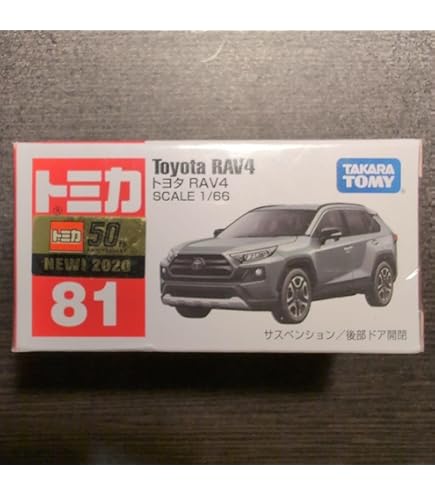 トミカ
トミカ 50th
ANNIVERSARY
NEW! 2020
81
Toyota RAV4
トヨタ RAV4
SCALE 1/66
TAKARA
TOMY
サスペンション／後部ドア開閉